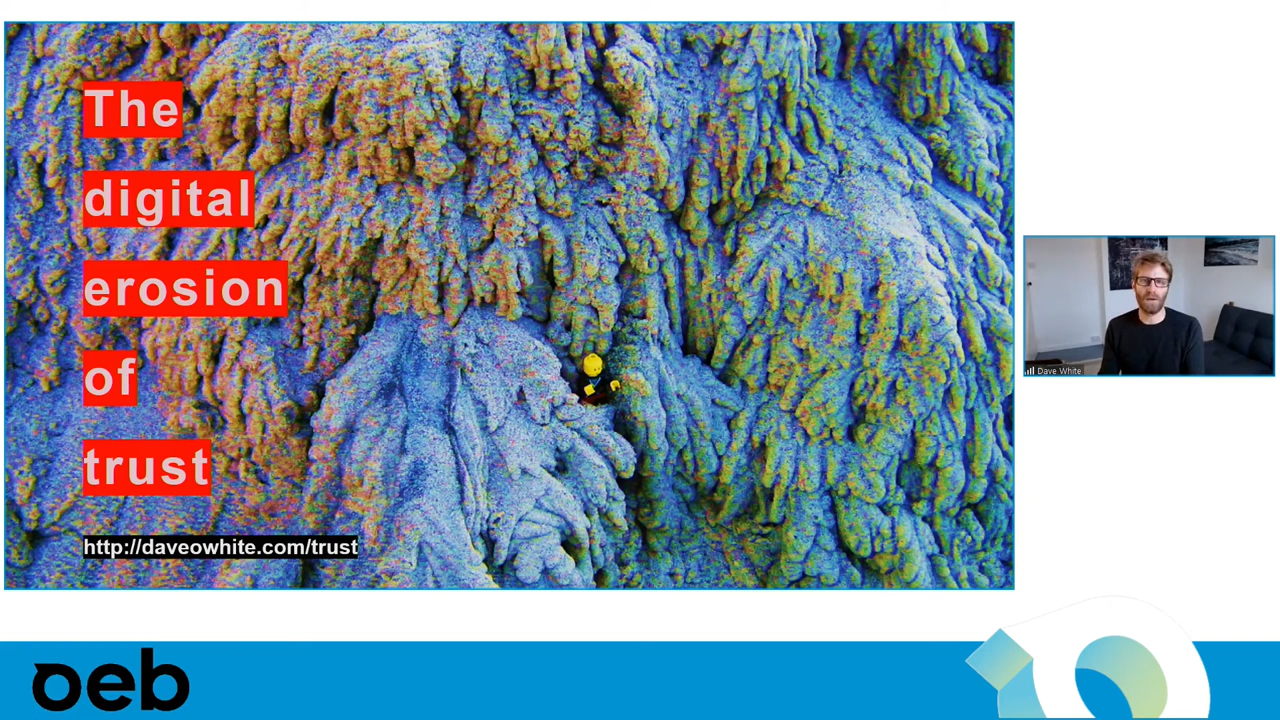 The
digital
erosion
of
trust
http://daveowhite.com/trust
Dave White
oeb